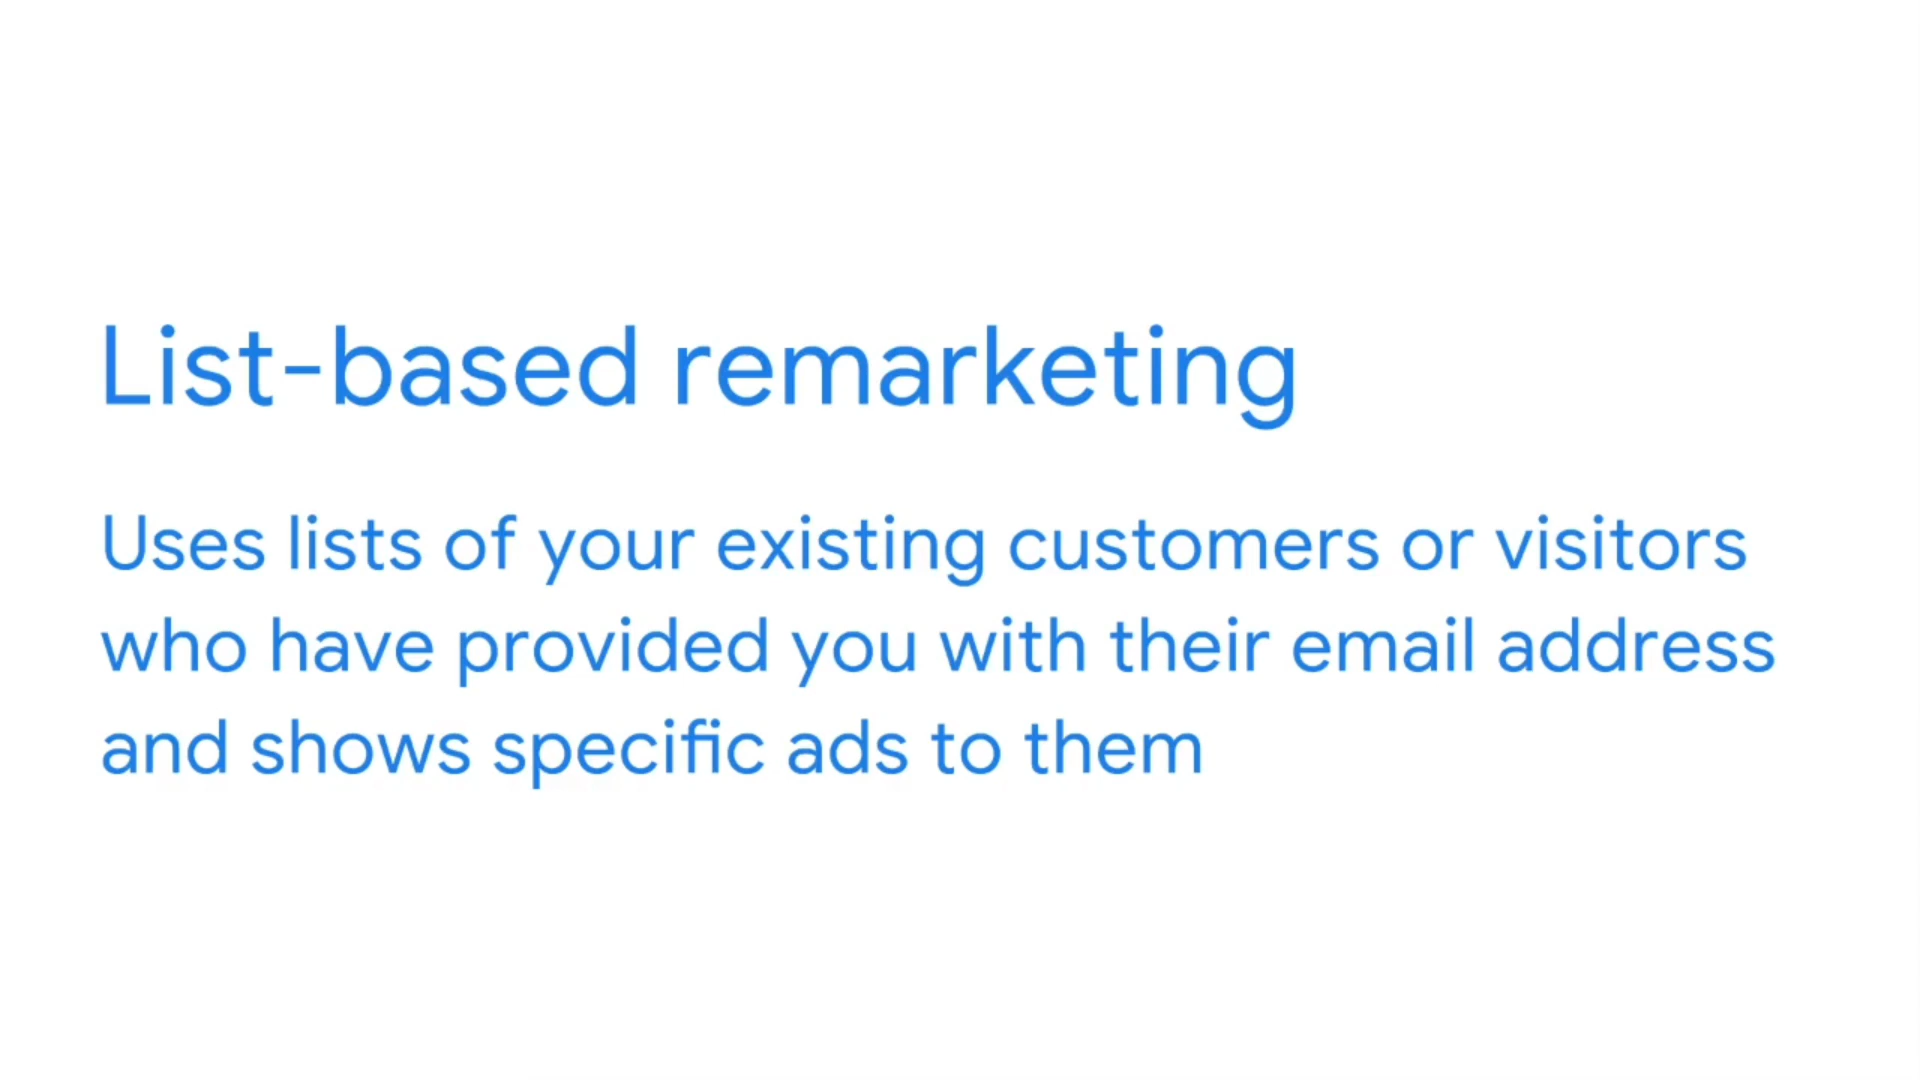 List-based remarketing
Uses lists of your existing customers or visitors
who have provided you with their email address
and shows specific ads to them